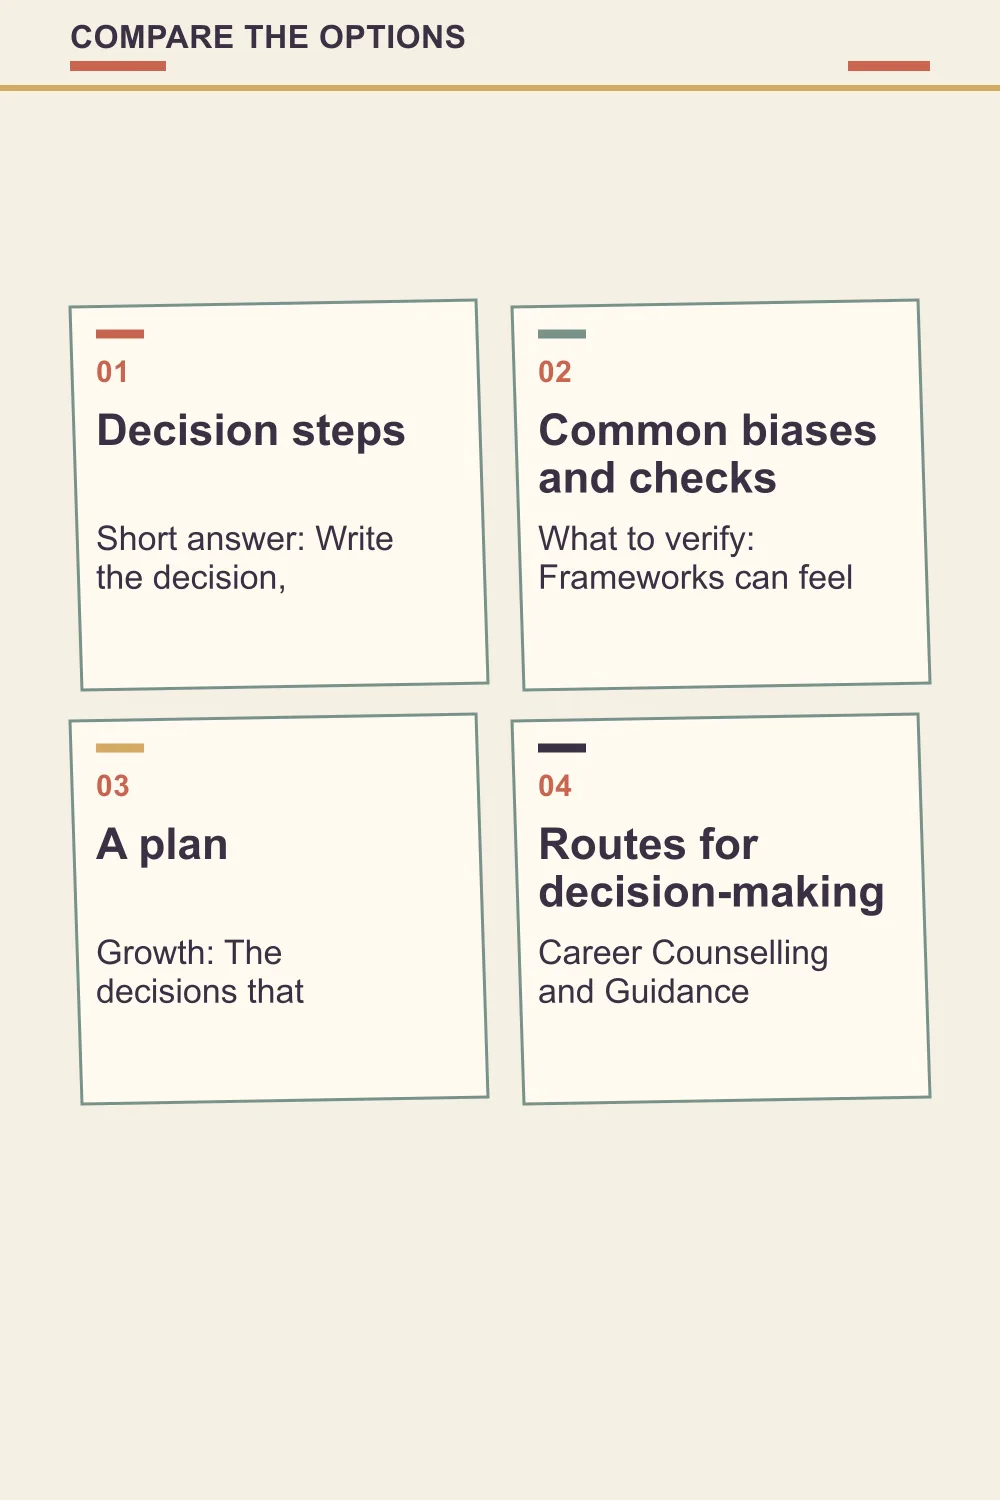 COMPARE THE OPTIONS
01
Decision steps
Short answer: Write
the decision,
02
Common biases
and checks
What to verify:
Frameworks can feel
03
A plan
Growth: The
decisions that
04
Routes for
decision-making
Career Counselling
and Guidance